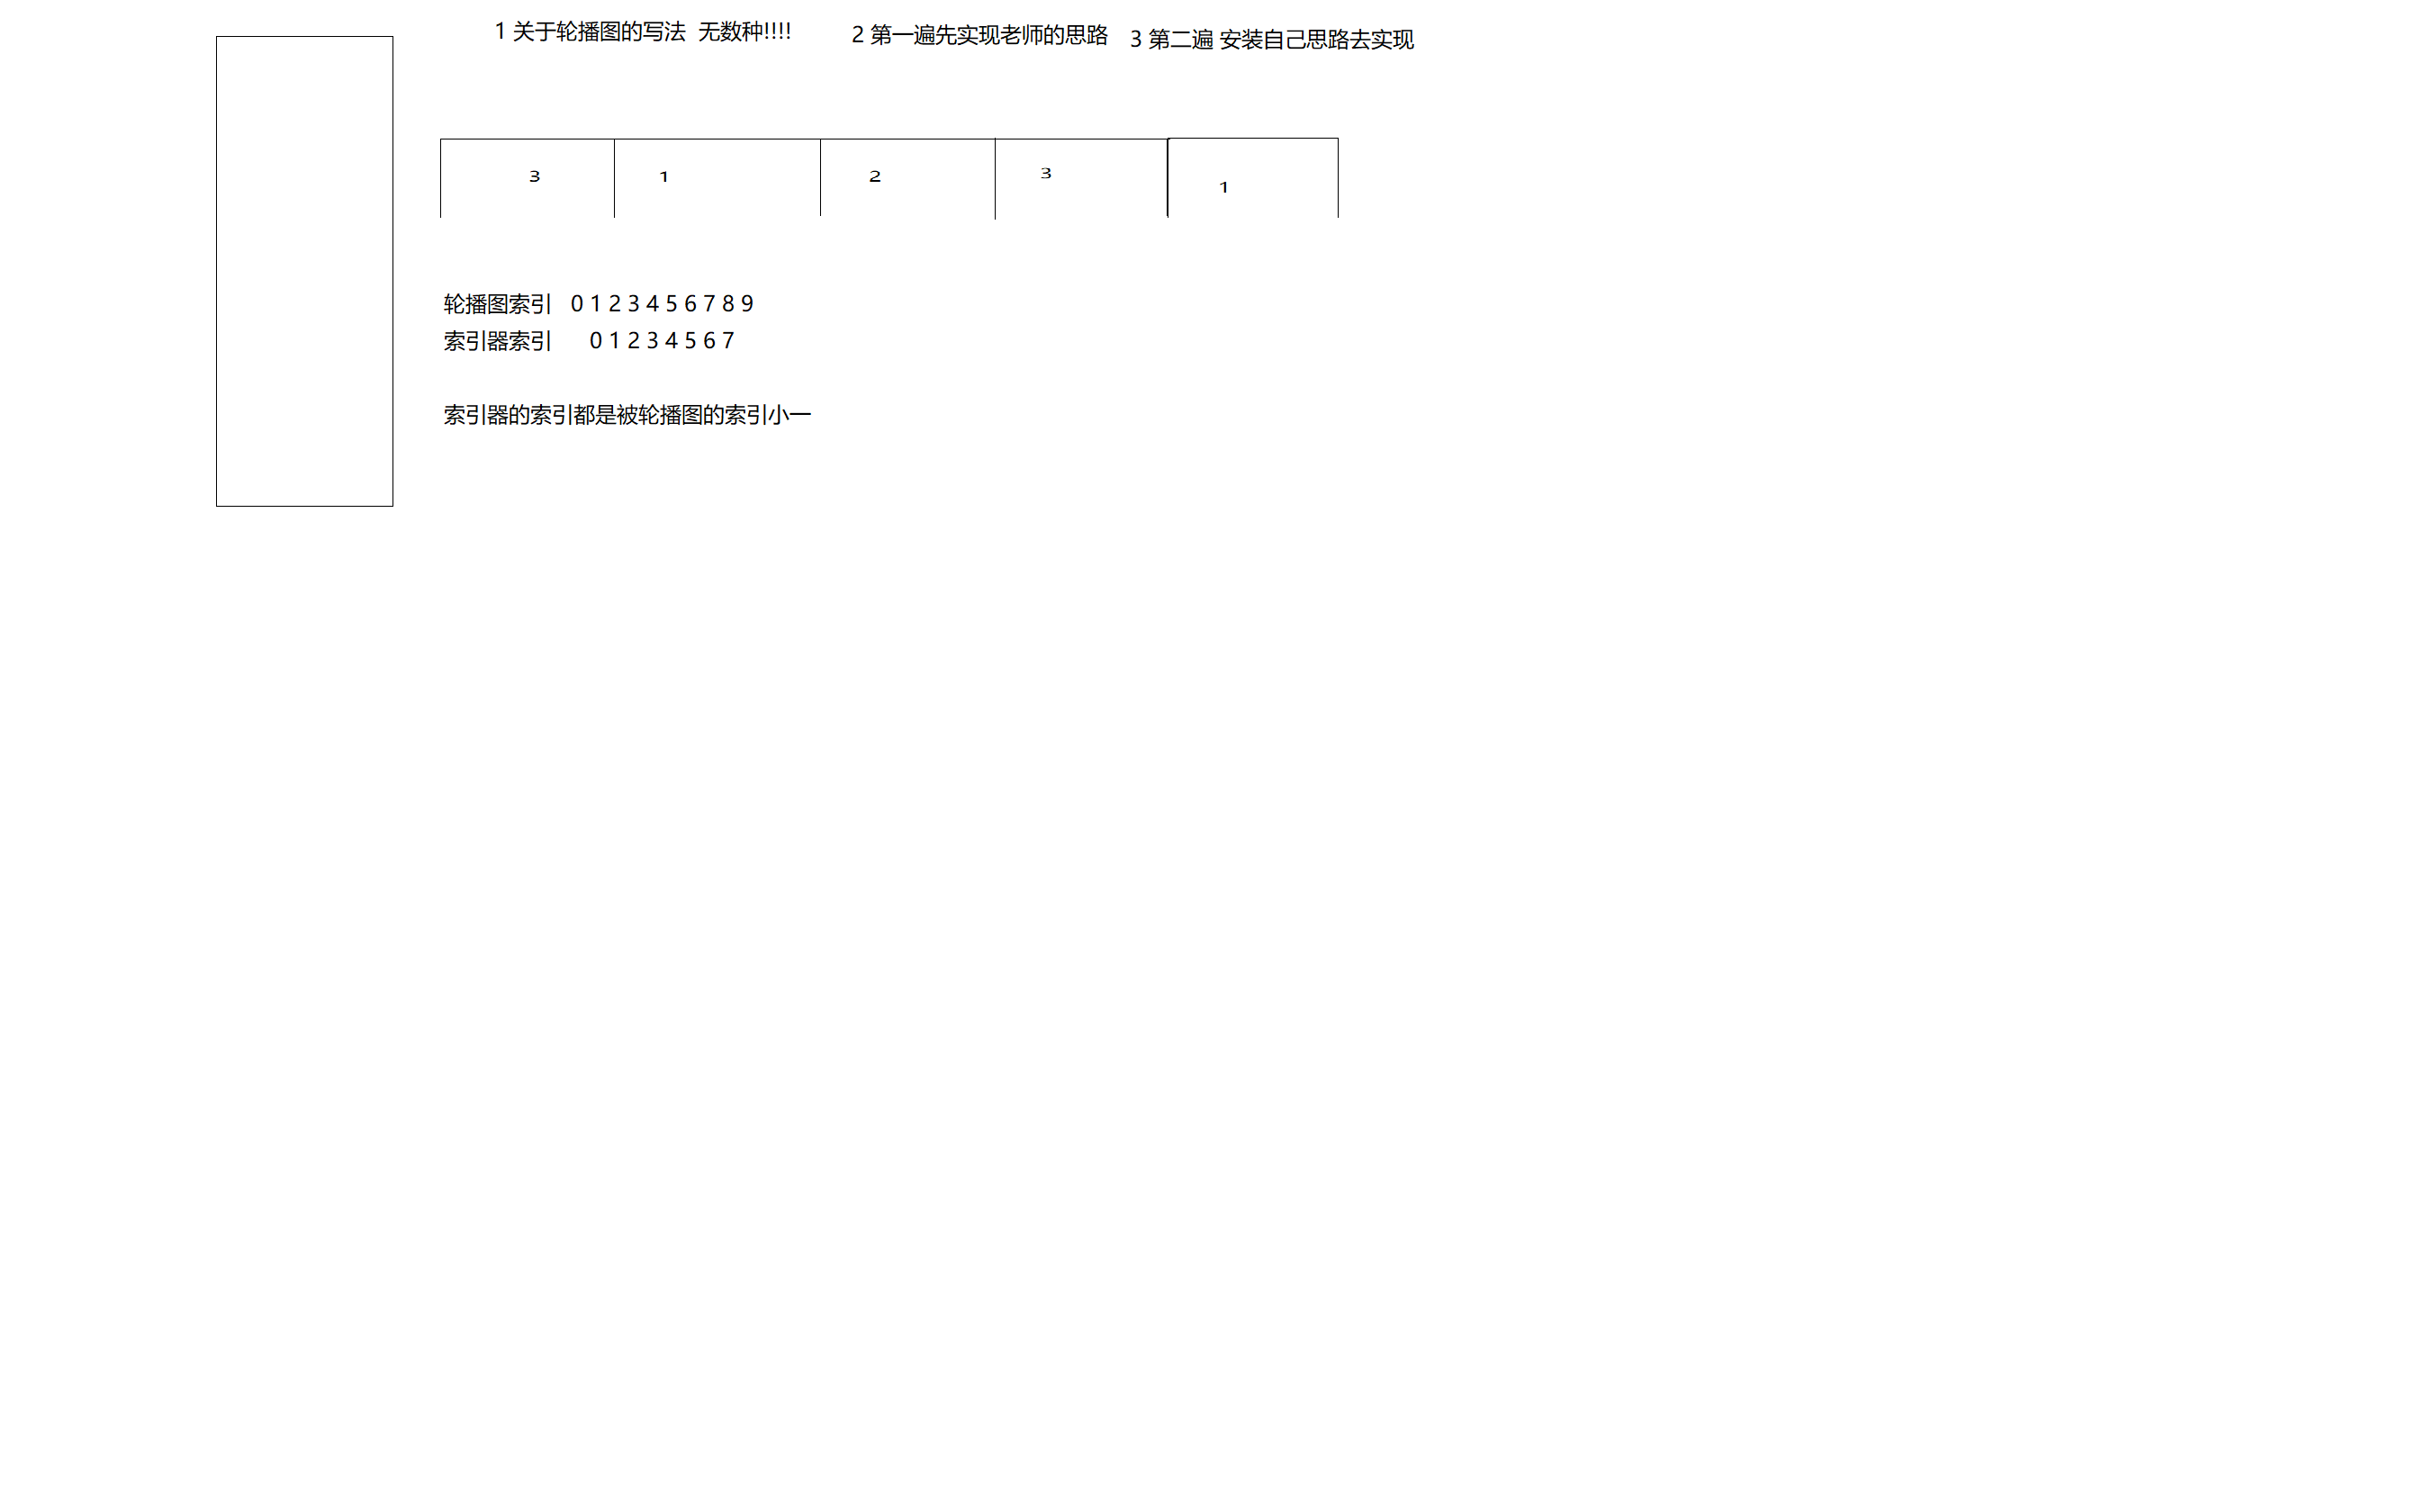 1 关于轮播图的写法  无数种!!!!
2 第一遍先实现老师的思路
3 第二遍 安装自己思路去实现
3 1 2 3 1
轮播图索引   0 1 2 3 4 5 6 7 8 9
索引器索引      0 1 2 3 4 5 6 7
索引器的索引都是被轮播图的索引小一